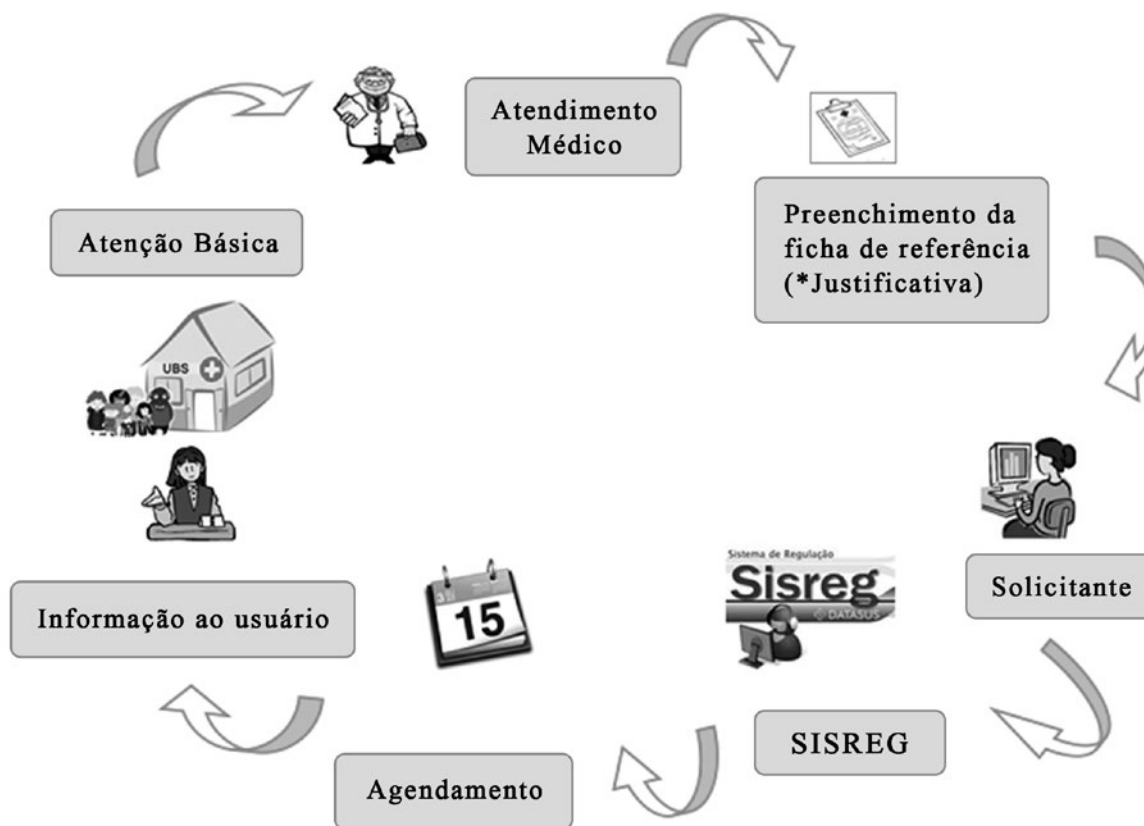 Atendimento
Médico
Preenchimento da
ficha de referência
(*Justificativa)
Atenção Básica
UBS
Solicitante
Sistema de Regulação
Sisreg
DATASUS
SISREG
15
Agendamento
Informação ao usuário